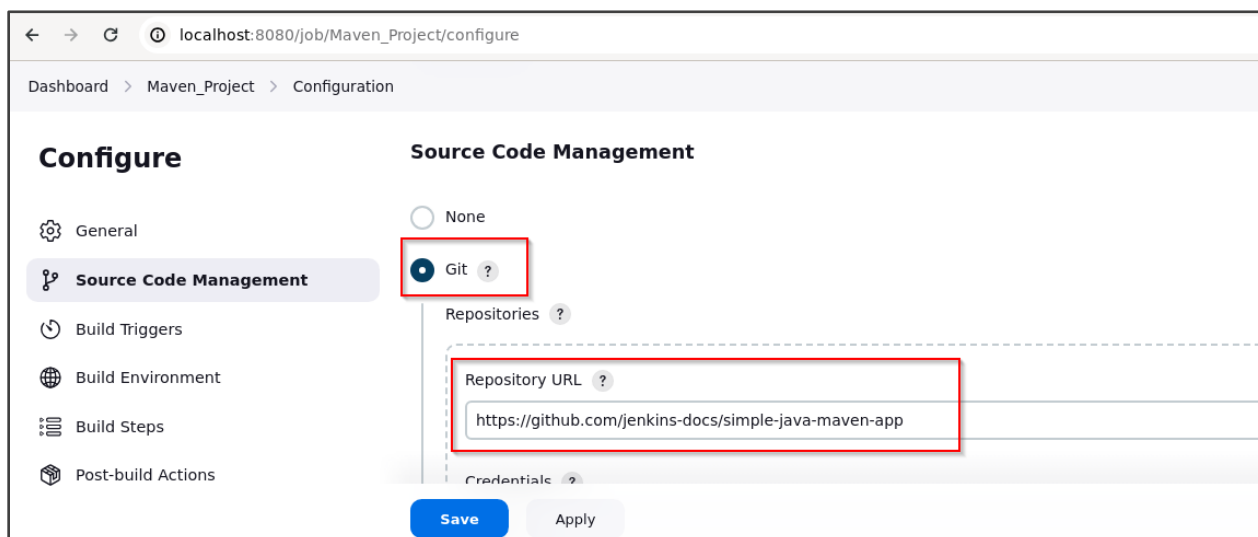 localhost:8080/job/Maven_Project/configure
Dashboard > Maven_Project > Configuration
Configure
General
Source Code Management
Build Triggers
Build Environment
Build Steps
Post-build Actions
Source Code Management
None
Git ?
Repositories ?
Repository URL ?
https://github.com/jenkins-docs/simple-java-maven-app
Credentials ?
Save
Apply